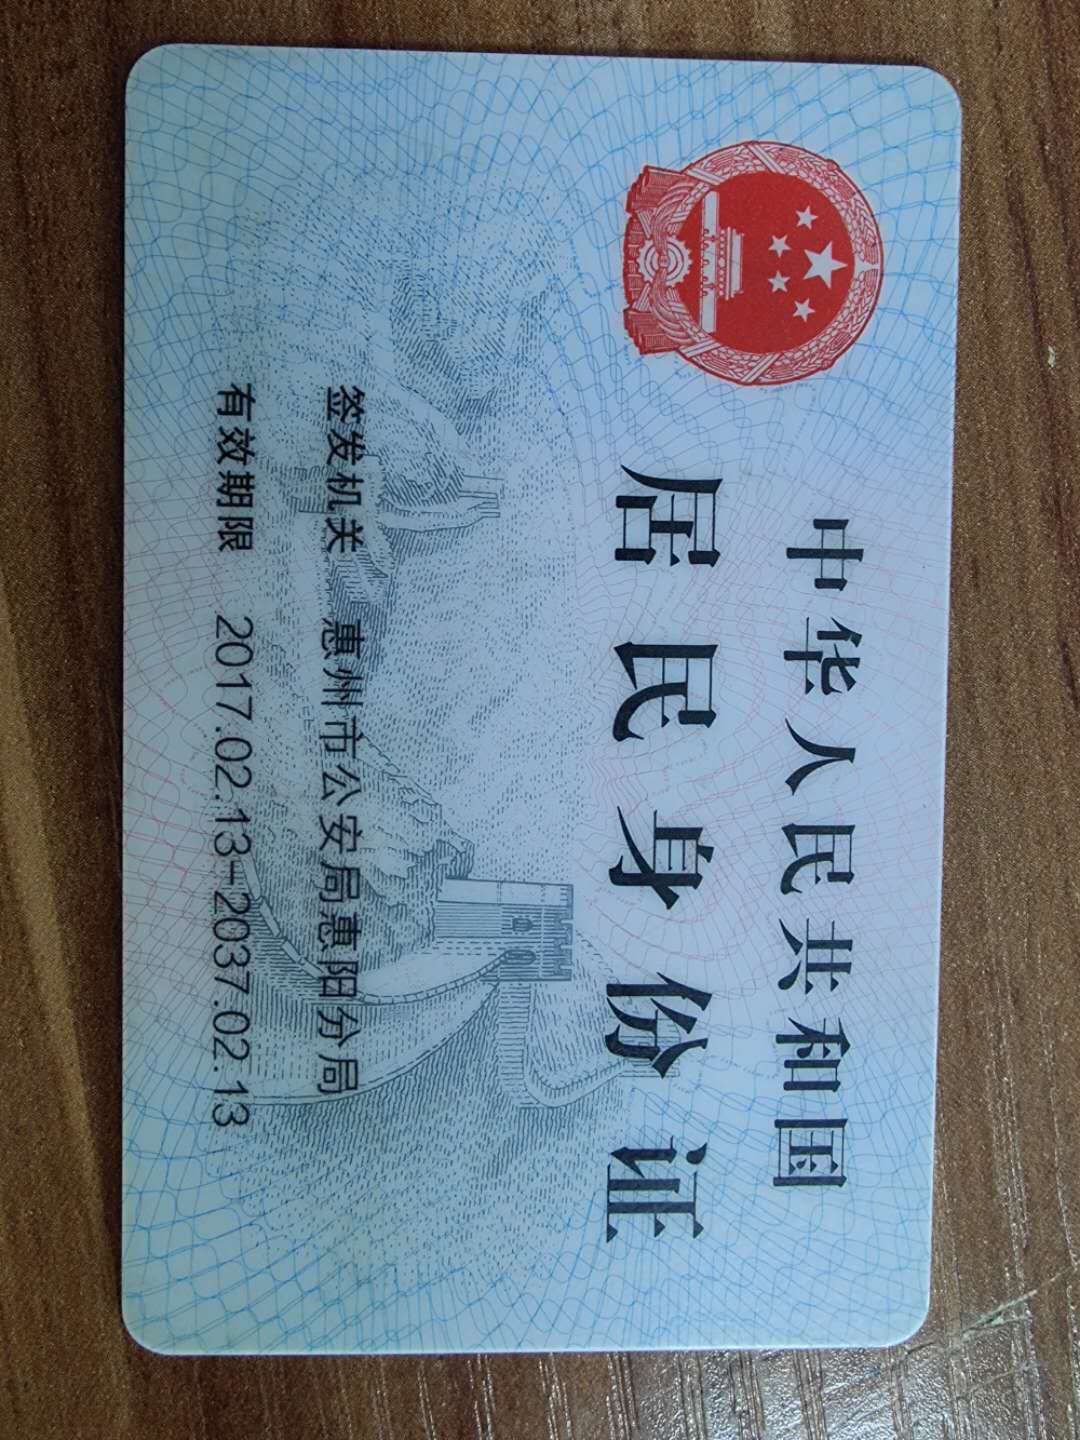 中华人民共和国
居民身份证
签发机关 惠州市公安局惠阳分局
有效期限 2017.02.13-2037.02.13